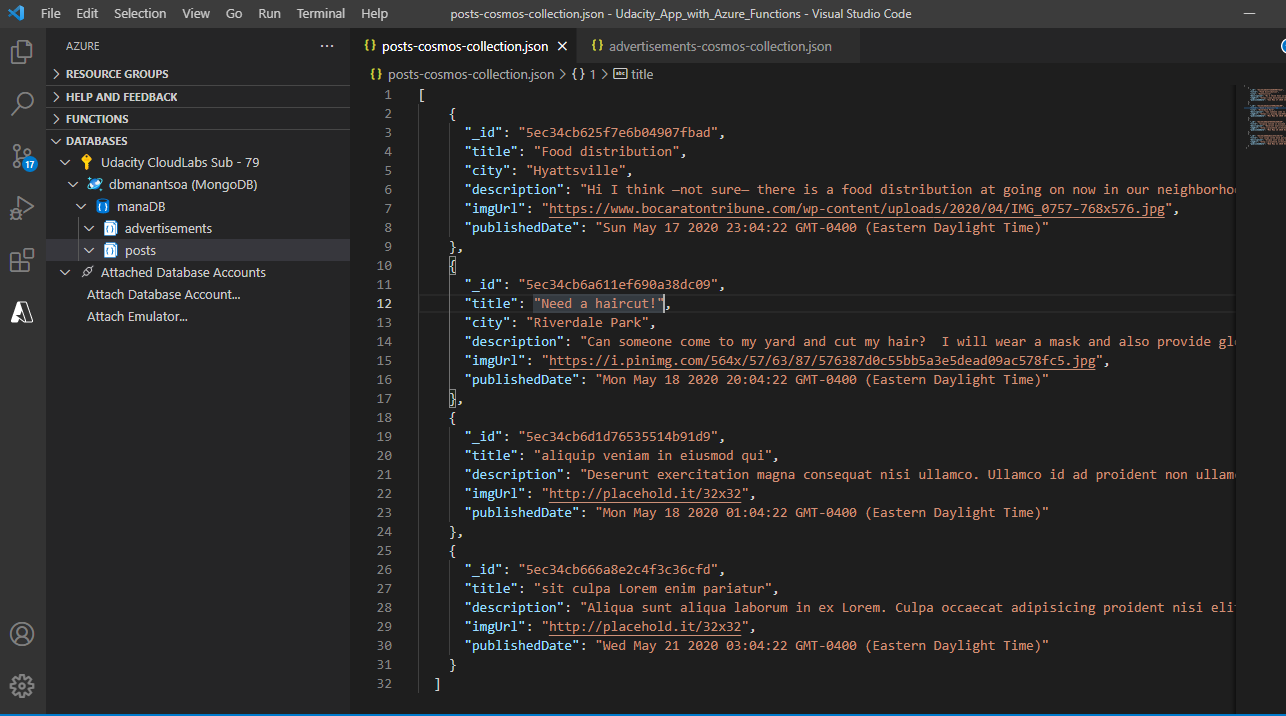 File Edit Selection View Go Run Terminal Help posts-cosmos-collection.json - Udacity_App_with_Azure_Functions - Visual Studio Code
AZURE ...
RESOURCE GROUPS
HELP AND FEEDBACK
FUNCTIONS
DATABASES
Udacity CloudLabs Sub - 79
dbmanantsoa (MongoDB)
manaDB
advertisements
posts
Attached Database Accounts
Attach Database Account...
Attach Emulator...
17
{} posts-cosmos-collection.json {} advertisements-cosmos-collection.json
{} posts-cosmos-collection.json > {} 1 > abc title
1 [
2 {
3 "_id": "5ec34cb625f7e6b04907fbad",
4 "title": "Food distribution",
5 "city": "Hyattsville",
6 "description": "Hi I think —not sure— there is a food distribution at going on now in our neighborho
7 "imgUrl": "https://www.bocaratontribune.com/wp-content/uploads/2020/04/IMG_0757-768x576.jpg",
8 "publishedDate": "Sun May 17 2020 23:04:22 GMT-0400 (Eastern Daylight Time)"
9 },
10 {
11 "_id": "5ec34cb6a611ef690a38dc09",
12 "title": "Need a haircut!",
13 "city": "Riverdale Park",
14 "description": "Can someone come to my yard and cut my hair?  I will wear a mask and also provide gl
15 "imgUrl": "https://i.pinimg.com/564x/57/63/87/576387d0c55bb5a3e5dead09ac578fc5.jpg",
16 "publishedDate": "Mon May 18 2020 20:04:22 GMT-0400 (Eastern Daylight Time)"
17 },
18 {
19 "_id": "5ec34cb6d1d76535514b91d9",
20 "title": "aliquip veniam in eiusmod qui",
21 "description": "Deserunt exercitation magna consequat nisi ullamco. Ullamco id ad proident non ullam
22 "imgUrl": "http://placehold.it/32x32",
23 "publishedDate": "Mon May 18 2020 01:04:22 GMT-0400 (Eastern Daylight Time)"
24 },
25 {
26 "_id": "5ec34cb666a8e2c4f3c36cfd",
27 "title": "sit culpa Lorem enim pariatur",
28 "description": "Aliqua sunt aliqua laborum in ex Lorem. Culpa occaecat adipisicing proident nisi eli
29 "imgUrl": "http://placehold.it/32x32",
30 "publishedDate": "Wed May 21 2020 03:04:22 GMT-0400 (Eastern Daylight Time)"
31 }
32 ]